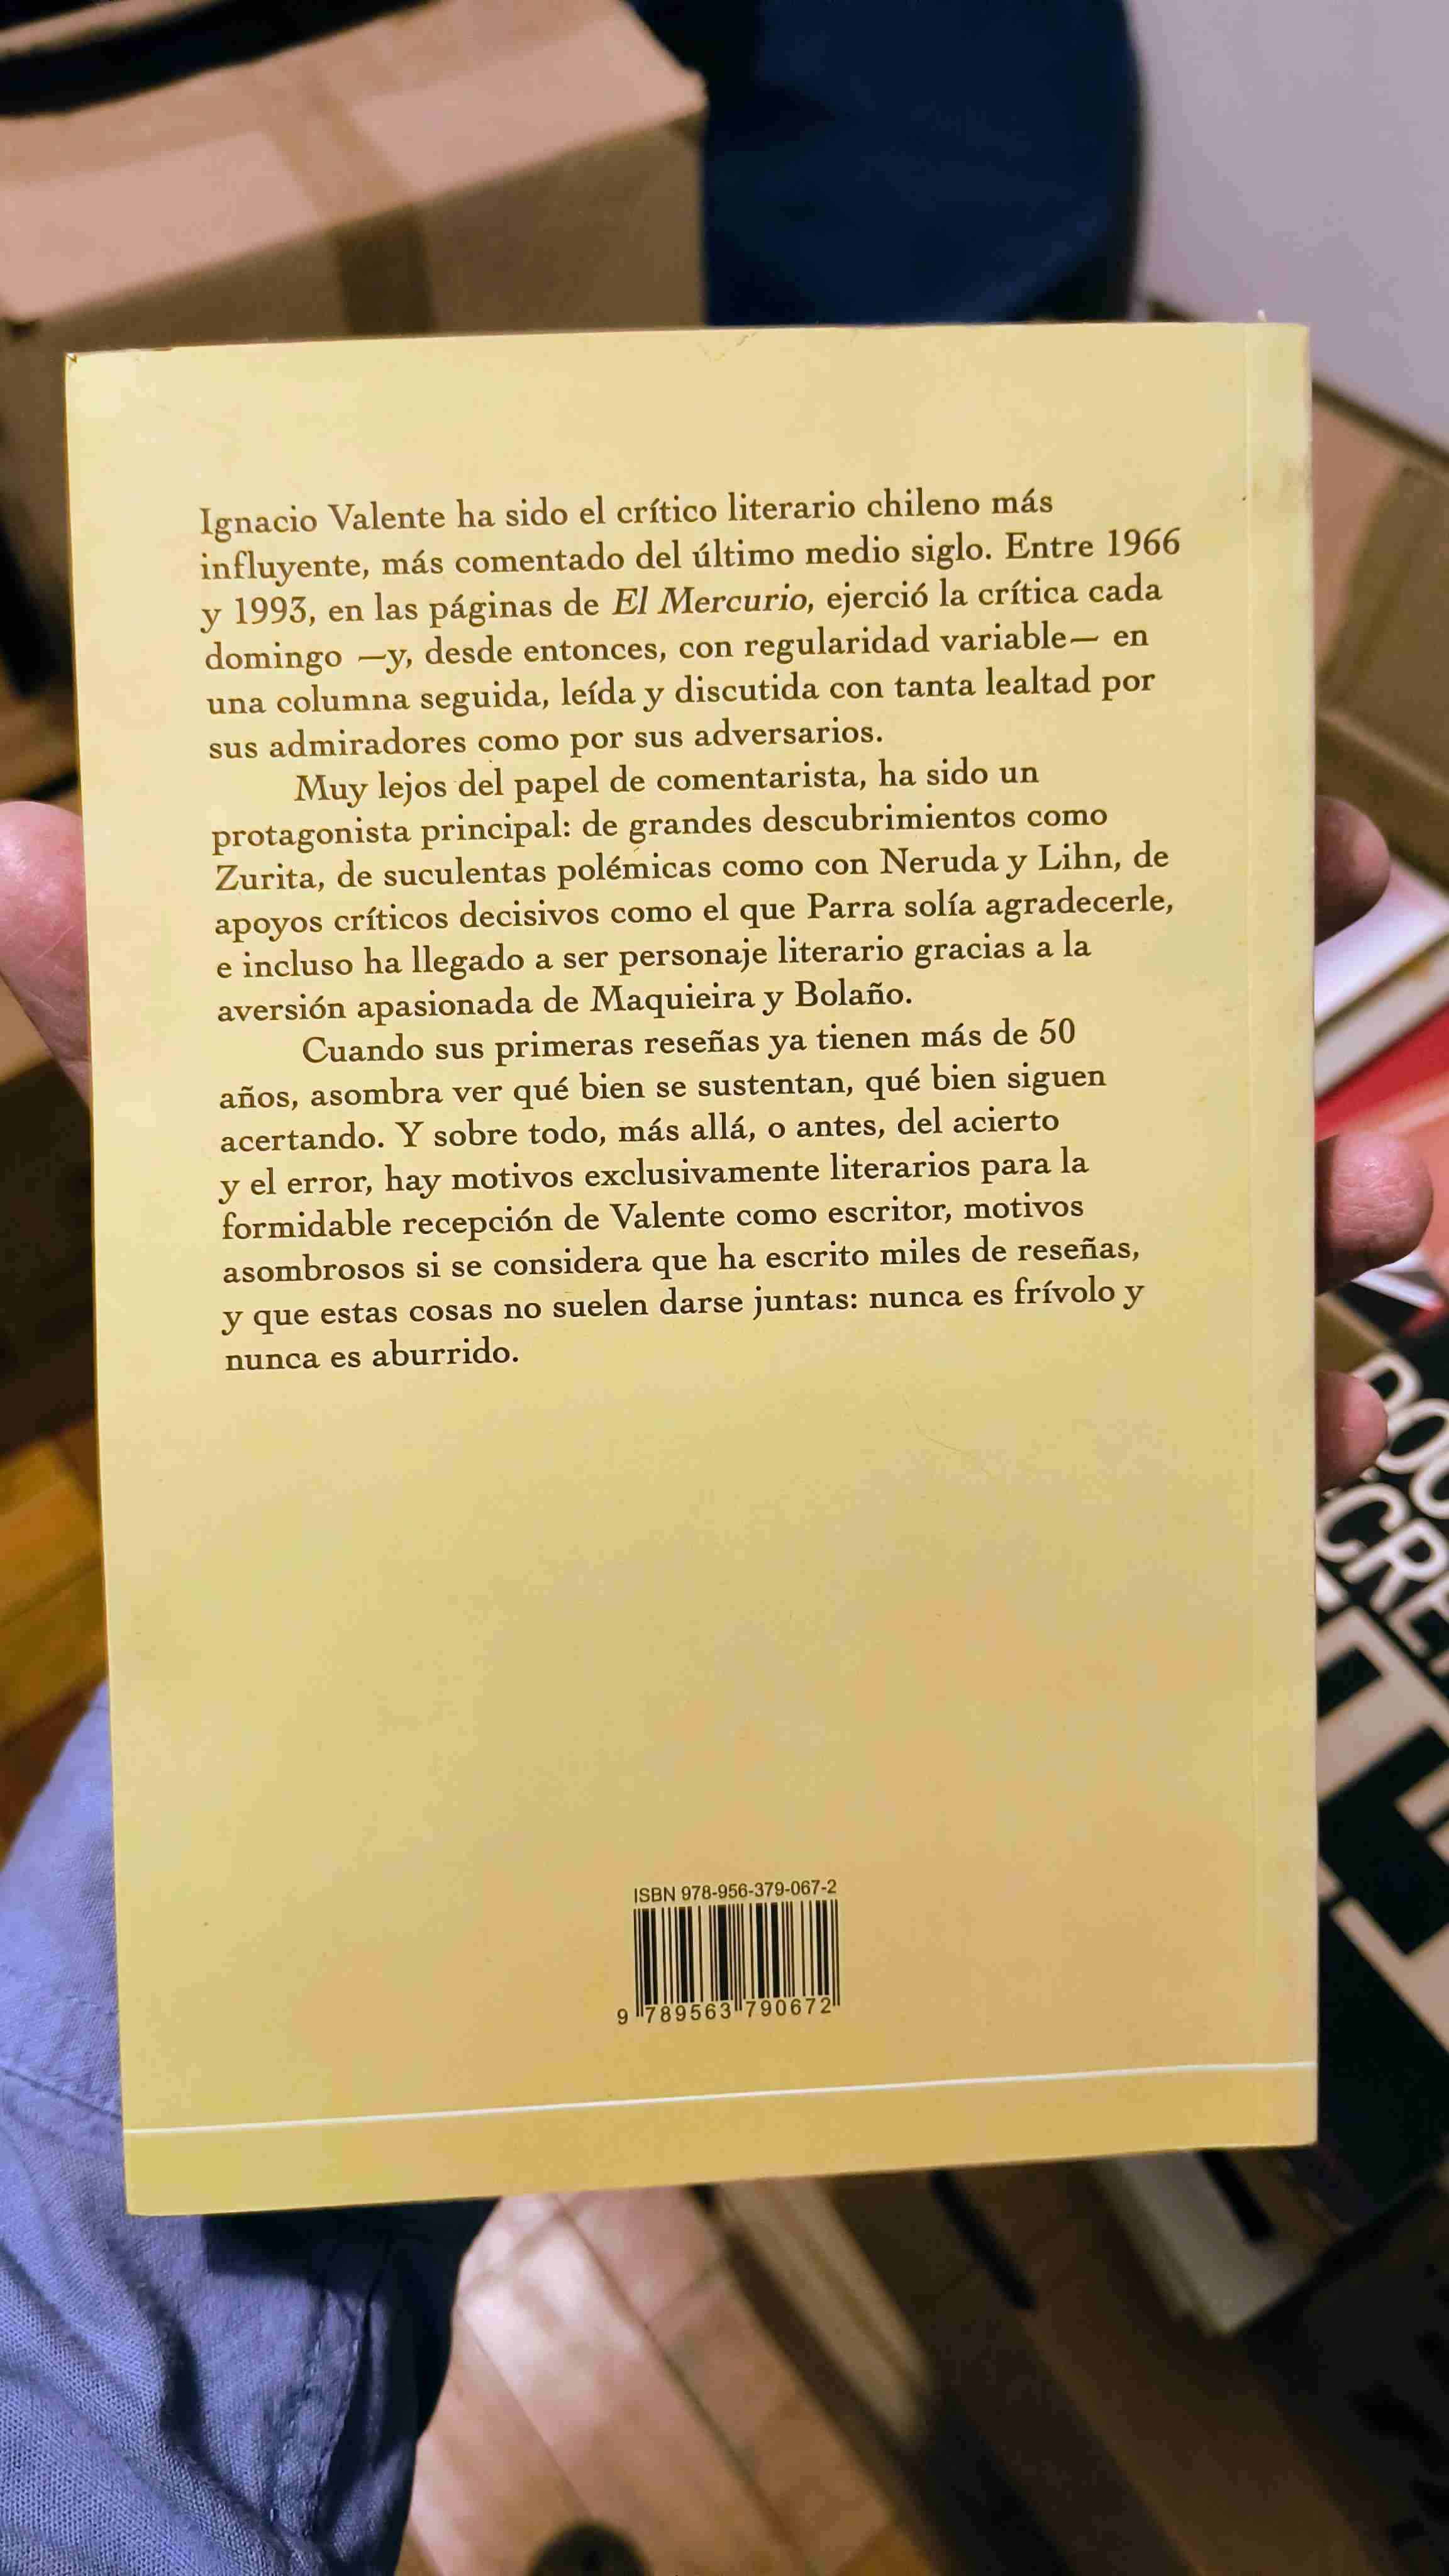 Ignacio Valente ha sido el crítico literario chileno más
influyente, más comentado del último medio siglo. Entre 1966
y 1993, en las páginas de El Mercurio, ejerció la crítica cada
domingo —y, desde entonces, con regularidad variable— en
una columna seguida, leída y discutida con tanta lealtad por
sus admiradores como por sus adversarios.
Muy lejos del papel de comentarista, ha sido un
protagonista principal: de grandes descubrimientos como
Zurita, de suculentas polémicas como con Neruda y Lihn, de
apoyos críticos decisivos como el que Parra solía agradecerle,
e incluso ha llegado a ser personaje literario gracias a la
aversión apasionada de Maquieira y Bolaño.
Cuando sus primeras reseñas ya tienen más de 50
años, asombra ver qué bien se sustentan, qué bien siguen
acertando. Y sobre todo, más allá, o antes, del acierto
y el error, hay motivos exclusivamente literarios para la
formidable recepción de Valente como escritor, motivos
asombrosos si se considera que ha escrito miles de reseñas,
y que estas cosas no suelen darse juntas: nunca es frívolo y
nunca es aburrido.
ISBN 978-956-379-067-2
9 789563 790672